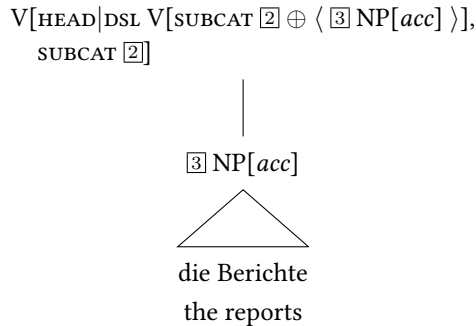 V[HEAD|DSL V[SUBCAT 2 ⊕ ⟨ 3 NP[acc] ⟩],
SUBCAT 2]
3 NP[acc]
die Berichte
the reports